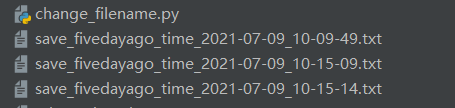 change_filename.py
save_fivedayago_time_2021-07-09_10-09-49.txt
save_fivedayago_time_2021-07-09_10-15-09.txt
save_fivedayago_time_2021-07-09_10-15-14.txt